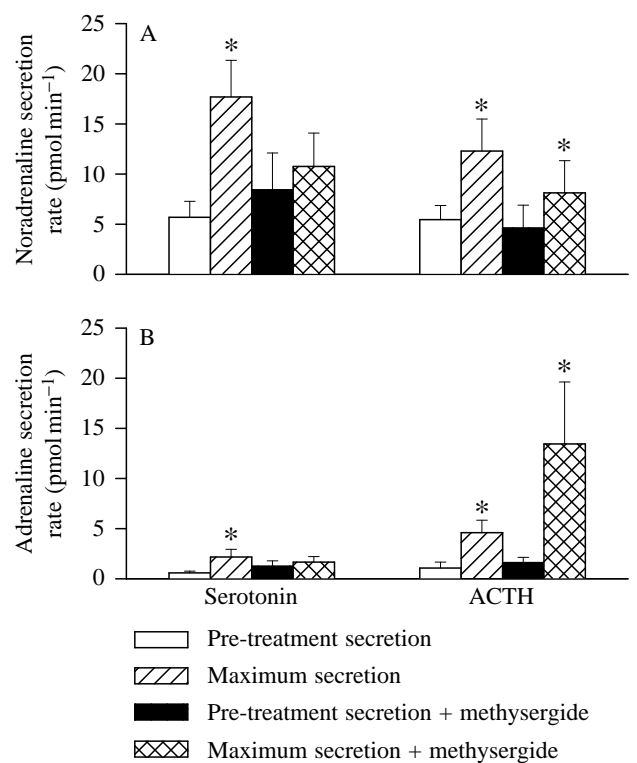 A
Noradrenaline secretion
rate (pmol min⁻¹)
25
20
15
10
5
0
*
*
*
B
Adrenaline secretion
rate (pmol min⁻¹)
25
20
15
10
5
0
*
*
*
Serotonin ACTH
Pre-treatment secretion
Maximum secretion
Pre-treatment secretion + methysergide
Maximum secretion + methysergide